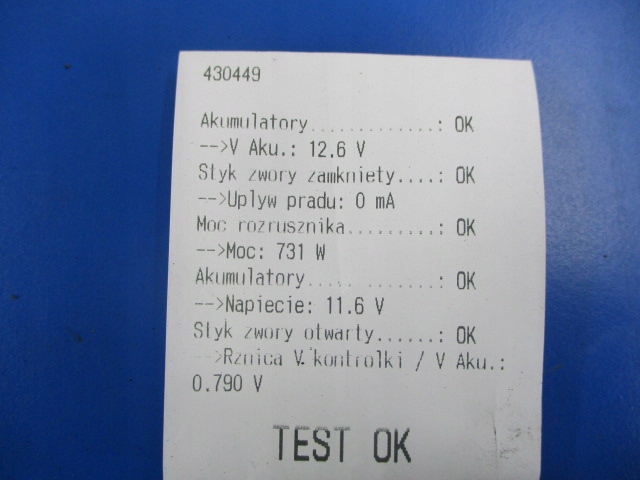 430449
Akumulatory.............: OK
-->V Aku.: 12.6 V
Styk zwory zamkniety....: OK
-->Uplyw pradu: 0 mA
Moc rozrusznika.........: OK
-->Moc: 731 W
Akumulatory.............: OK
-->Napiecie: 11.6 V
Styk zwory otwarty......: OK
-->Rznica V. kontrolki / V Aku.:
0.790 V
TEST OK